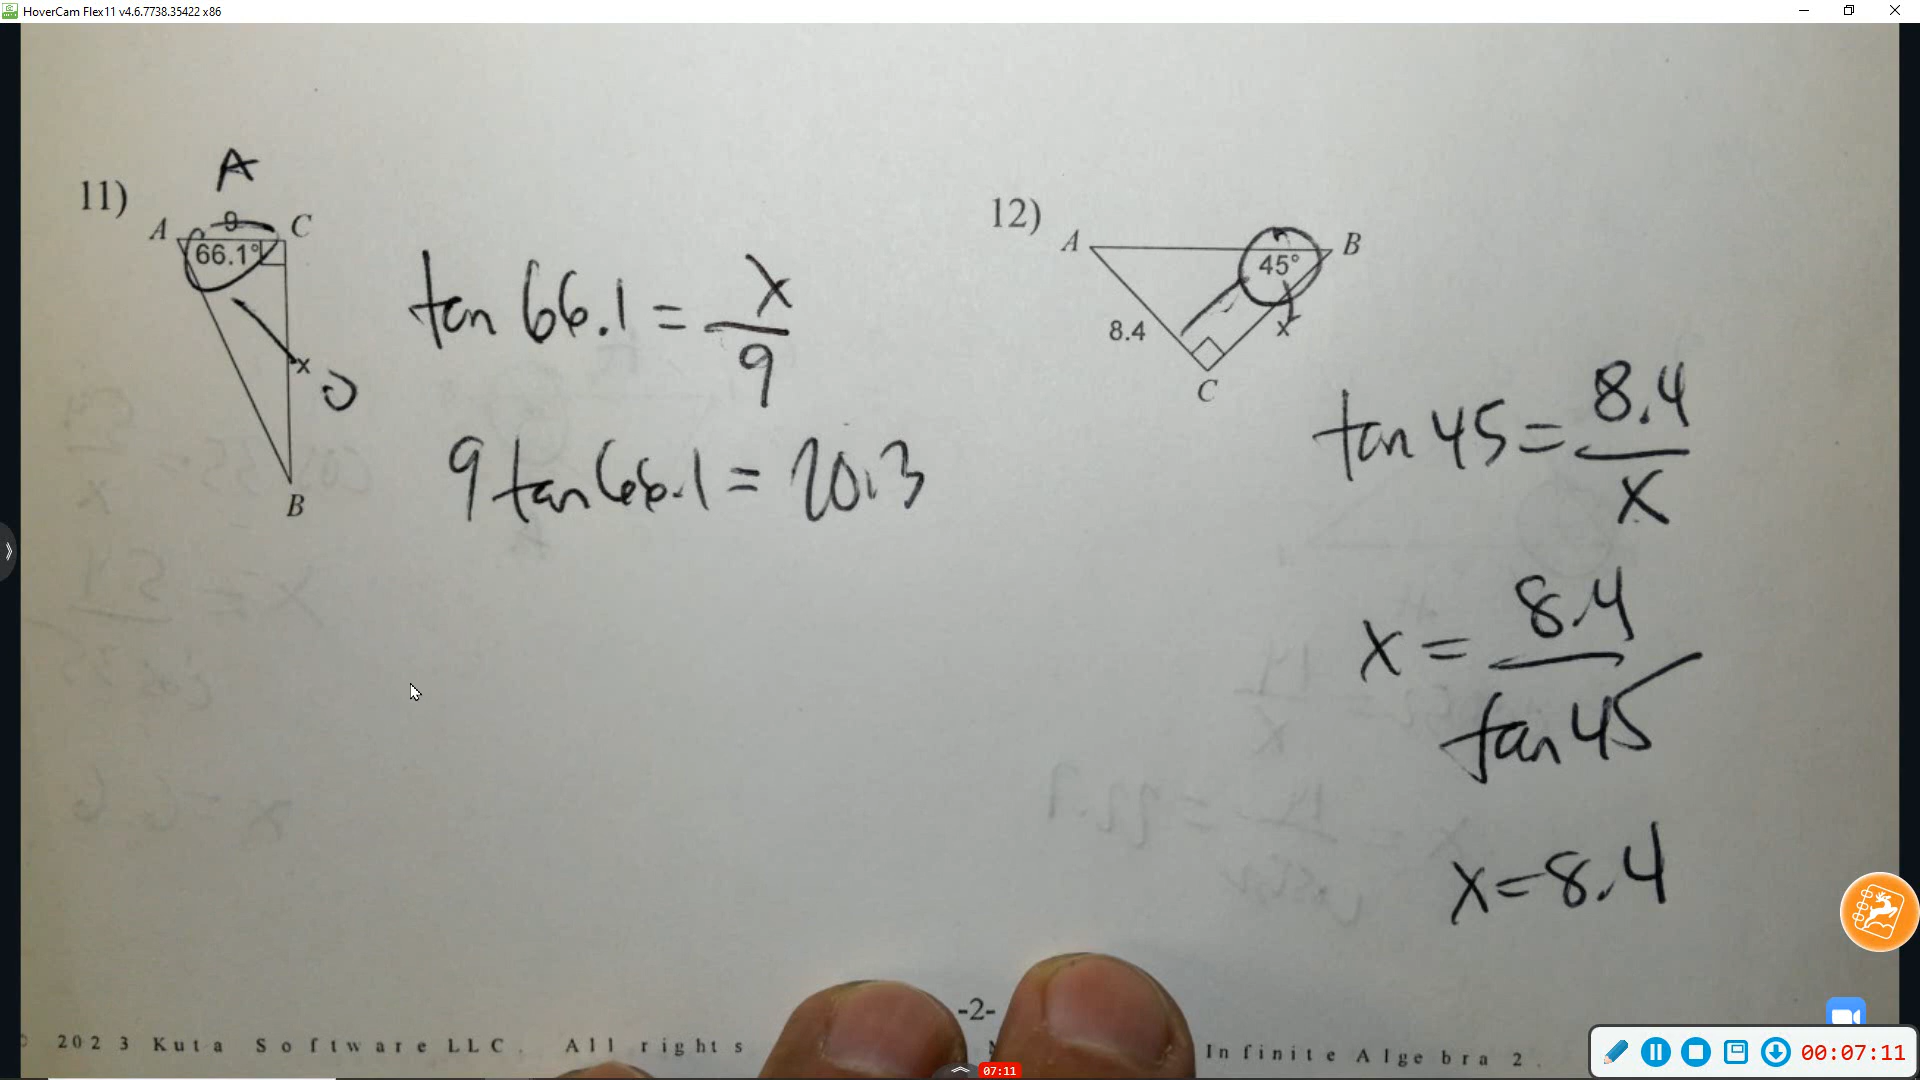 HoverCam Flex11 v4.6.7738.35422 x86
11)
A
A 9 C
66.1°
x O
B
tan 66.1 = x/9
9 tan 66.1 = 20.3
12)
A B
45°
8.4 x
C
tan 45 = 8.4/x
x = 8.4/tan 45
x = 8.4
-2-
2023 Kuta Software LLC. All rights
Infinite Algebra 2.
07:11
00:07:11